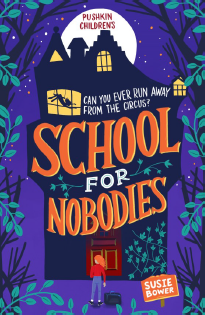 PUSHKIN
CHILDREN'S
CAN YOU EVER RUN AWAY
FROM THE CIRCUS?
SCHOOL
FOR
NOBODIES
SUSIE
BOWER